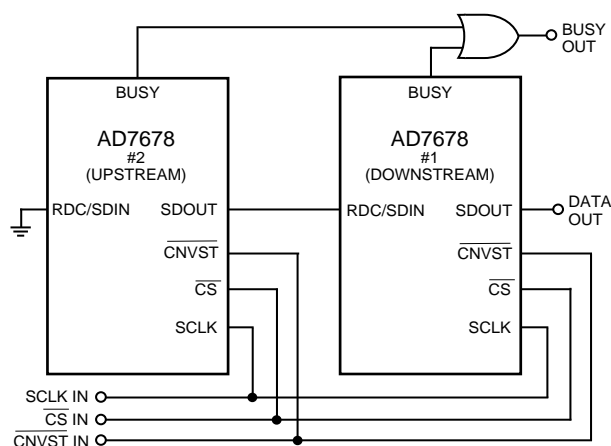 BUSY
OUT
BUSY
BUSY
AD7678
#2
(UPSTREAM)
AD7678
#1
(DOWNSTREAM)
RDC/SDIN
SDOUT
RDC/SDIN
SDOUT
DATA
OUT
CNVST
CNVST
CS
CS
SCLK
SCLK
SCLK IN
CS IN
CNVST IN